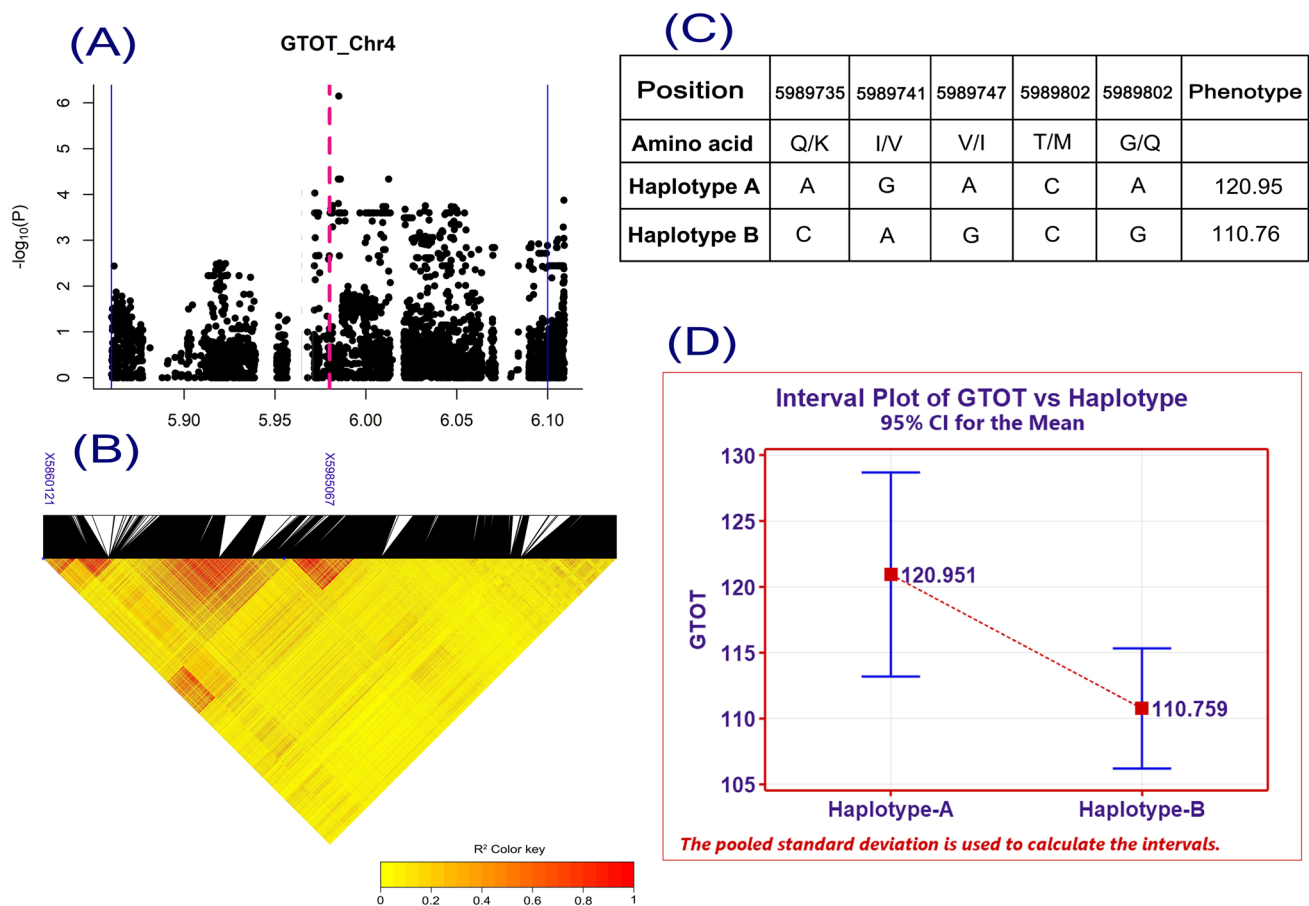 (A)
GTOT_Chr4
-log10(P)
6
5
4
3
2
1
0
5.90 5.95 6.00 6.05 6.10
(B)
X5860121 X5985067
R² Color key
0 0.2 0.4 0.6 0.8 1
(C)
Position 5989735 5989741 5989747 5989802 5989802 Phenotype
Amino acid Q/K I/V V/I T/M G/Q
Haplotype A A G A C A 120.95
Haplotype B C A G C G 110.76
(D)
Interval Plot of GTOT vs Haplotype
95% CI for the Mean
GTOT
130
125
120
115
110
105
120.951
110.759
Haplotype-A Haplotype-B
The pooled standard deviation is used to calculate the intervals.